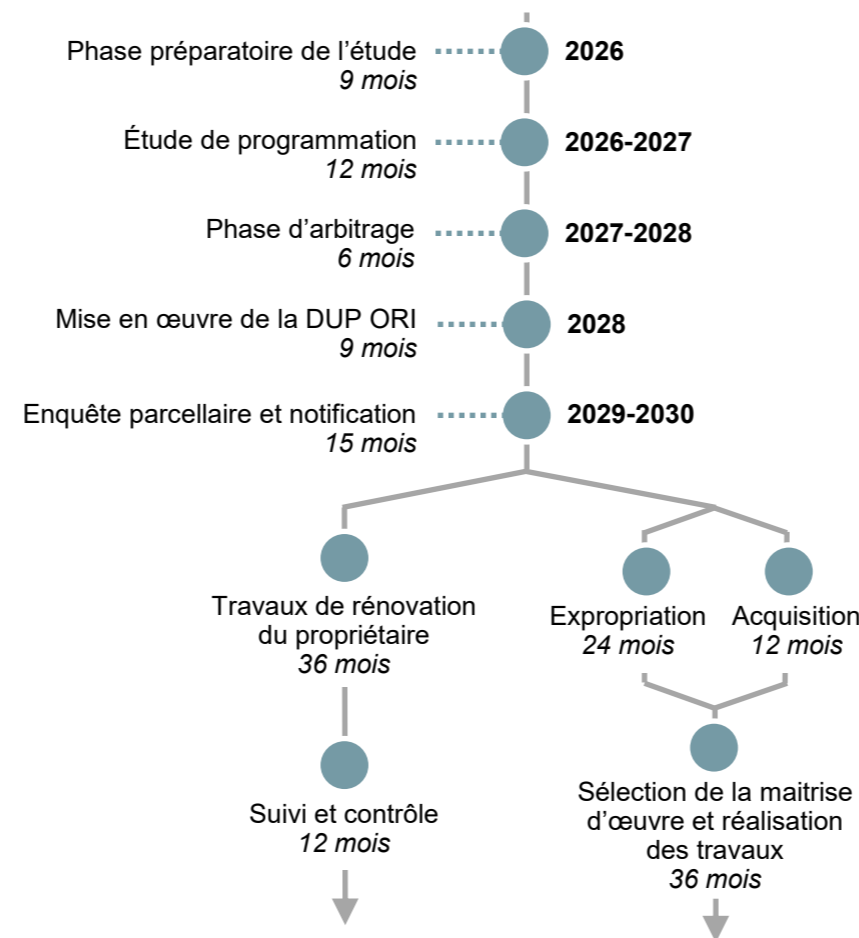 Phase préparatoire de l’étude
9 mois
2026
Étude de programmation
12 mois
2026-2027
Phase d’arbitrage
6 mois
2027-2028
Mise en œuvre de la DUP ORI
9 mois
2028
Enquête parcellaire et notification
15 mois
2029-2030
Travaux de rénovation
du propriétaire
36 mois
Expropriation
24 mois
Acquisition
12 mois
Suivi et contrôle
12 mois
Sélection de la maitrise
d’œuvre et réalisation
des travaux
36 mois